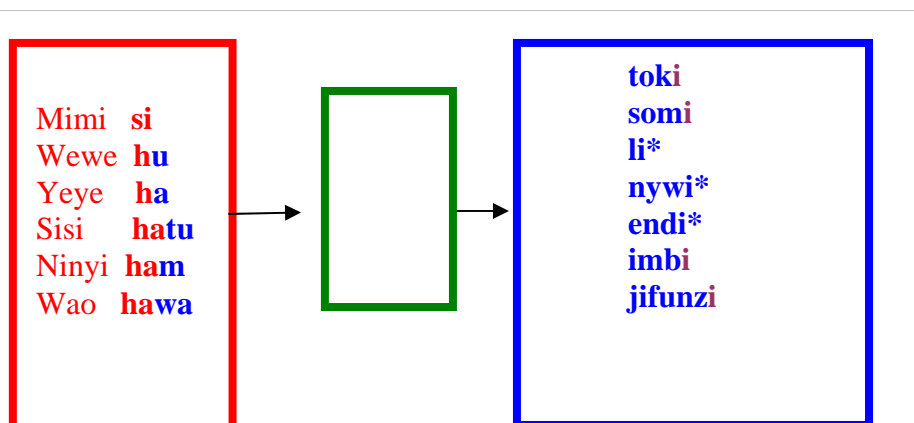 Mimi si
Wewe hu
Yeye ha
Sisi hatu
Ninyi ham
Wao hawa
toki
somi
li*
nywi*
endi*
imbi
jifunzi